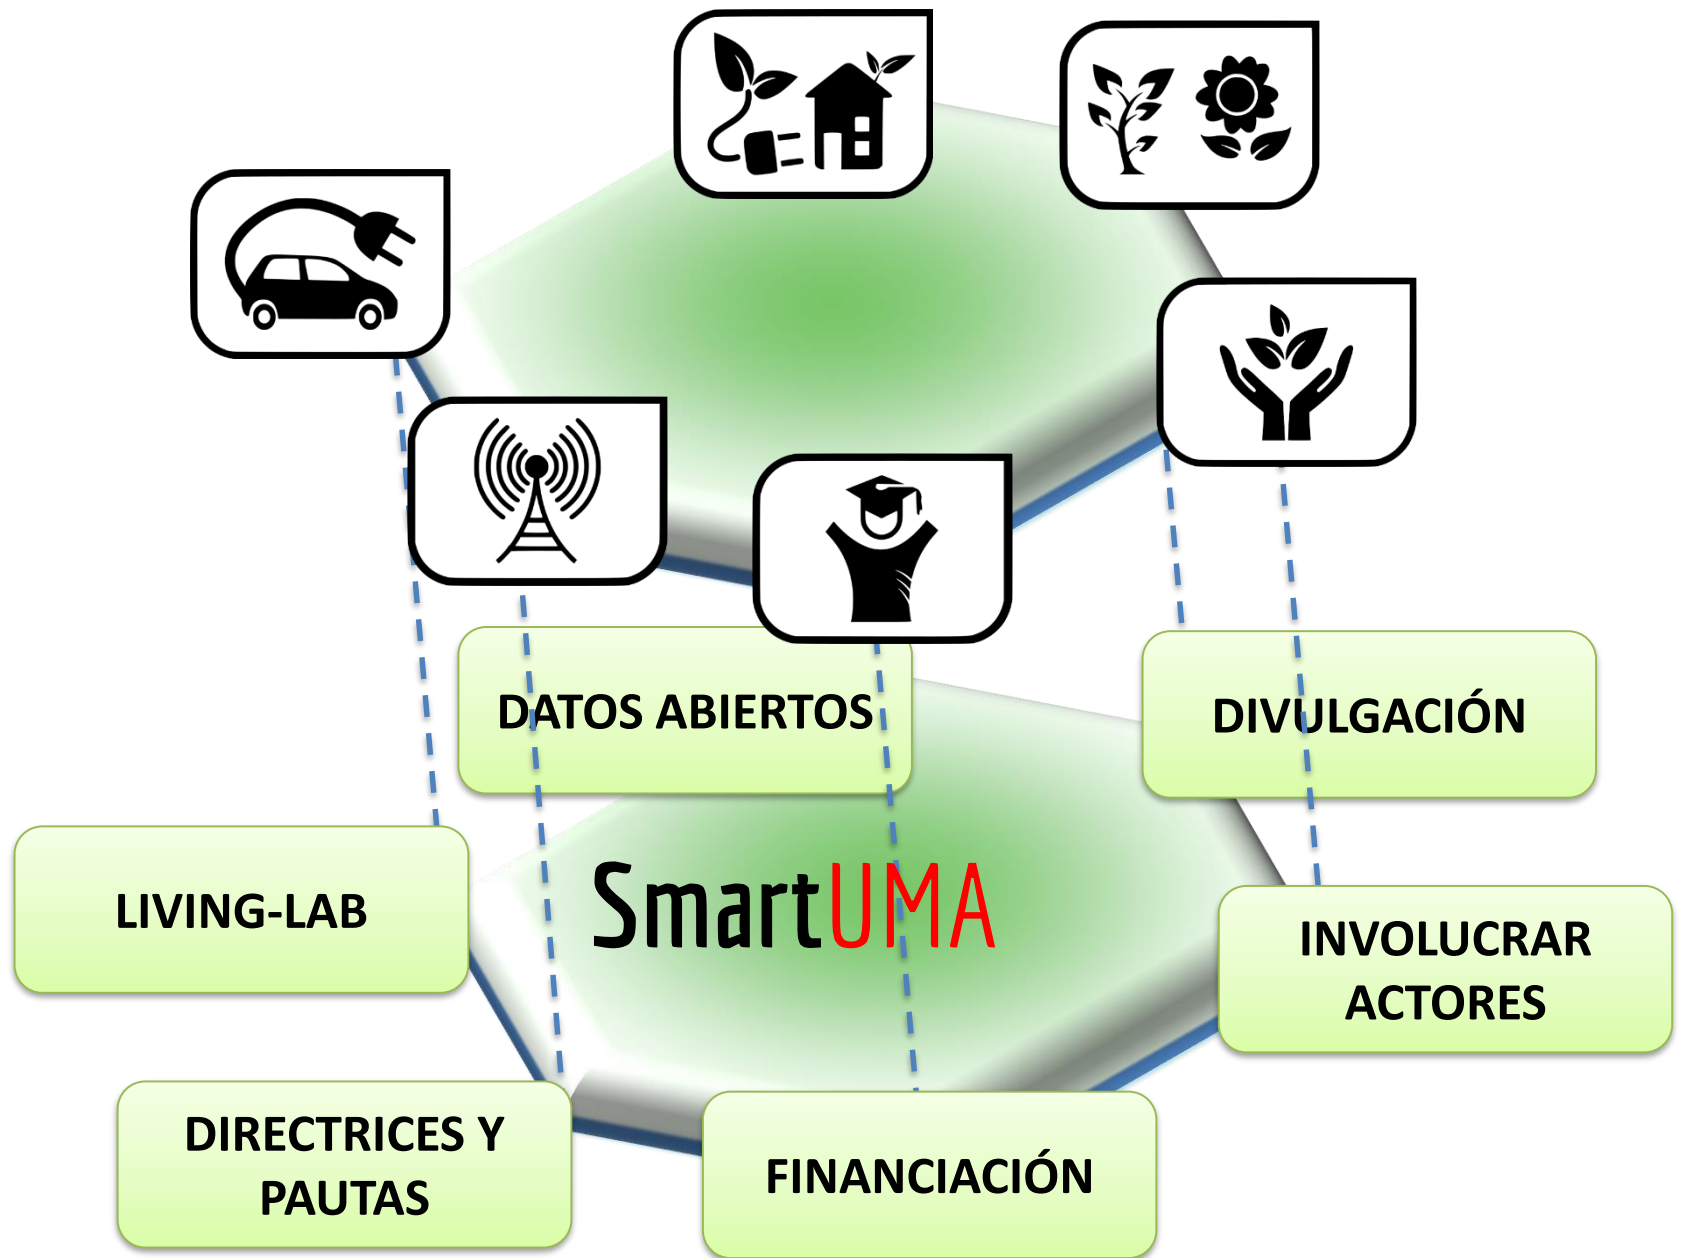 DATOS ABIERTOS
DIVULGACIÓN
LIVING-LAB
SmartUMA
INVOLUCRAR
ACTORES
DIRECTRICES Y
PAUTAS
FINANCIACIÓN